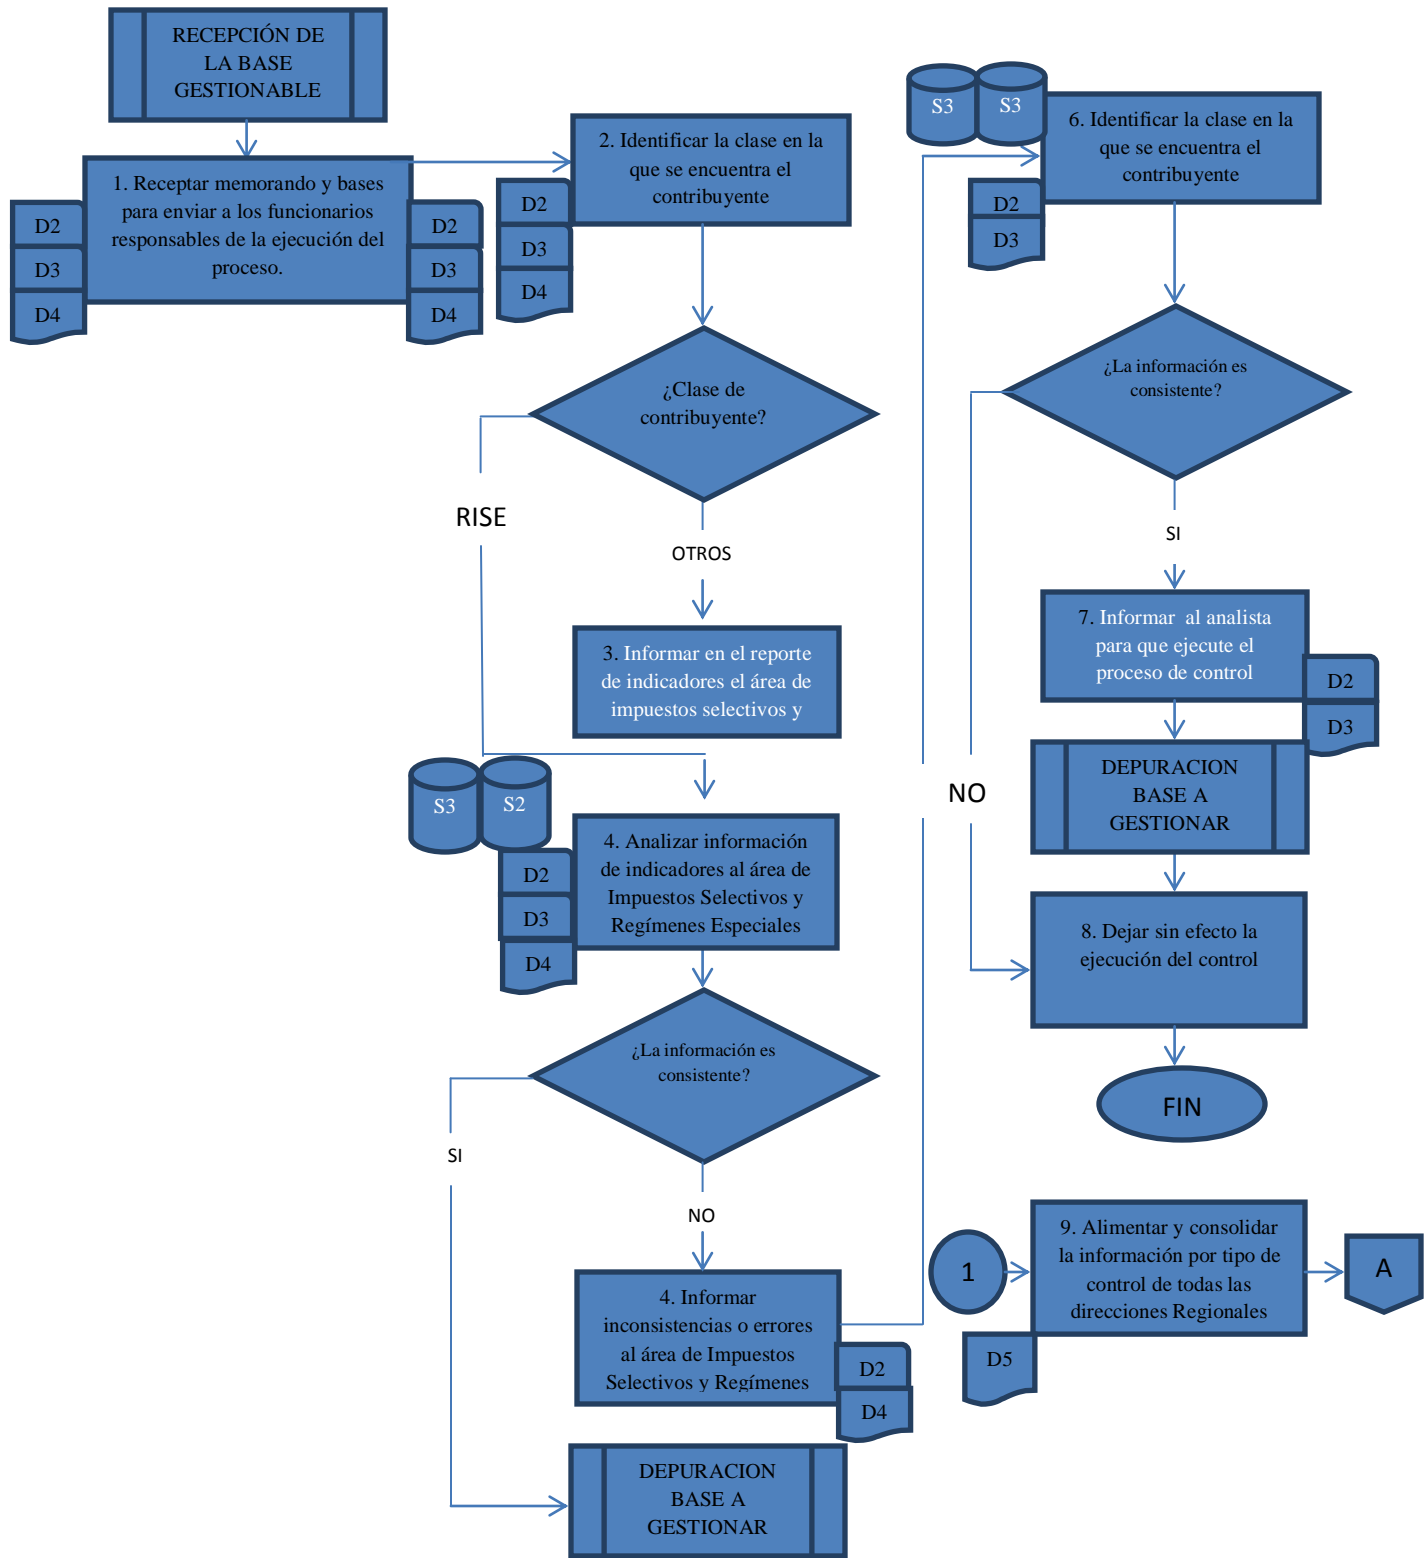 RECEPCIÓN DE
LA BASE
GESTIONABLE
1. Receptar memorando y bases
para enviar a los funcionarios
responsables de la ejecución del
proceso.
D2
D3
D4
D2
D3
D4
2. Identificar la clase en la
que se encuentra el
contribuyente
D2
D3
D4
¿Clase de
contribuyente?
RISE
OTROS
3. Informar en el reporte
de indicadores el área de
impuestos selectivos y
S3
S2
D2
D3
D4
4. Analizar información
de indicadores al área de
Impuestos Selectivos y
Regímenes Especiales
¿La información es
consistente?
SI
NO
4. Informar
inconsistencias o errores
al área de Impuestos
Selectivos y Regímenes
D2
D4
DEPURACION
BASE A
GESTIONAR
S3
S3
6. Identificar la clase en la
que se encuentra el
contribuyente
D2
D3
¿La información es
consistente?
SI
NO
7. Informar  al analista
para que ejecute el
proceso de control
D2
D3
DEPURACION
BASE A
GESTIONAR
8. Dejar sin efecto la
ejecución del control
FIN
1
9. Alimentar y consolidar
la información por tipo de
control de todas las
direcciones Regionales
D5
A